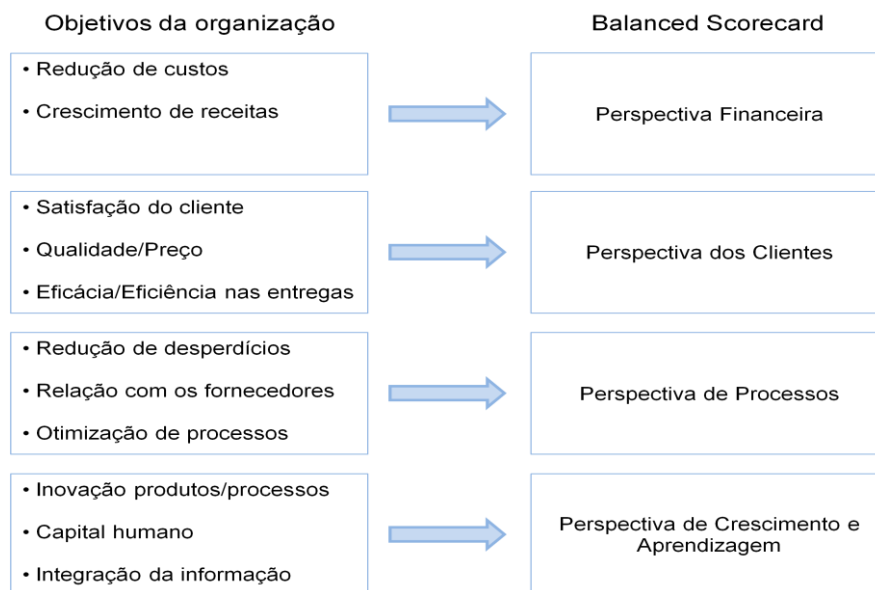 Objetivos da organização
Balanced Scorecard
• Redução de custos
• Crescimento de receitas
Perspectiva Financeira
• Satisfação do cliente
• Qualidade/Preço
• Eficácia/Eficiência nas entregas
Perspectiva dos Clientes
• Redução de desperdícios
• Relação com os fornecedores
• Otimização de processos
Perspectiva de Processos
• Inovação produtos/processos
• Capital humano
• Integração da informação
Perspectiva de Crescimento e
Aprendizagem